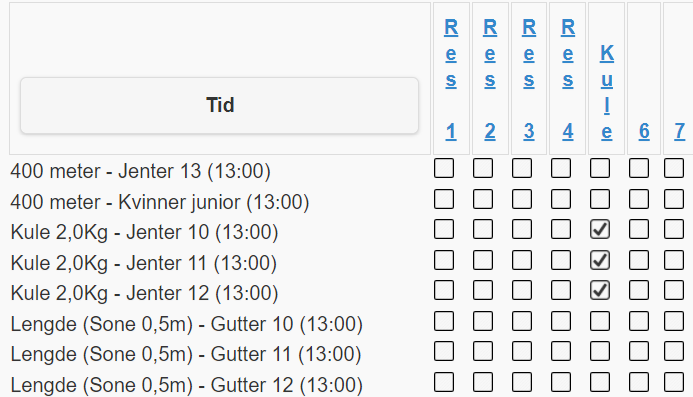 Tid
Res 1
Res 2
Res 3
Res 4
Kule
6
7
400 meter - Jenter 13 (13:00)
400 meter - Kvinner junior (13:00)
Kule 2,0Kg - Jenter 10 (13:00)
Kule 2,0Kg - Jenter 11 (13:00)
Kule 2,0Kg - Jenter 12 (13:00)
Lengde (Sone 0,5m) - Gutter 10 (13:00)
Lengde (Sone 0,5m) - Gutter 11 (13:00)
Lengde (Sone 0,5m) - Gutter 12 (13:00)